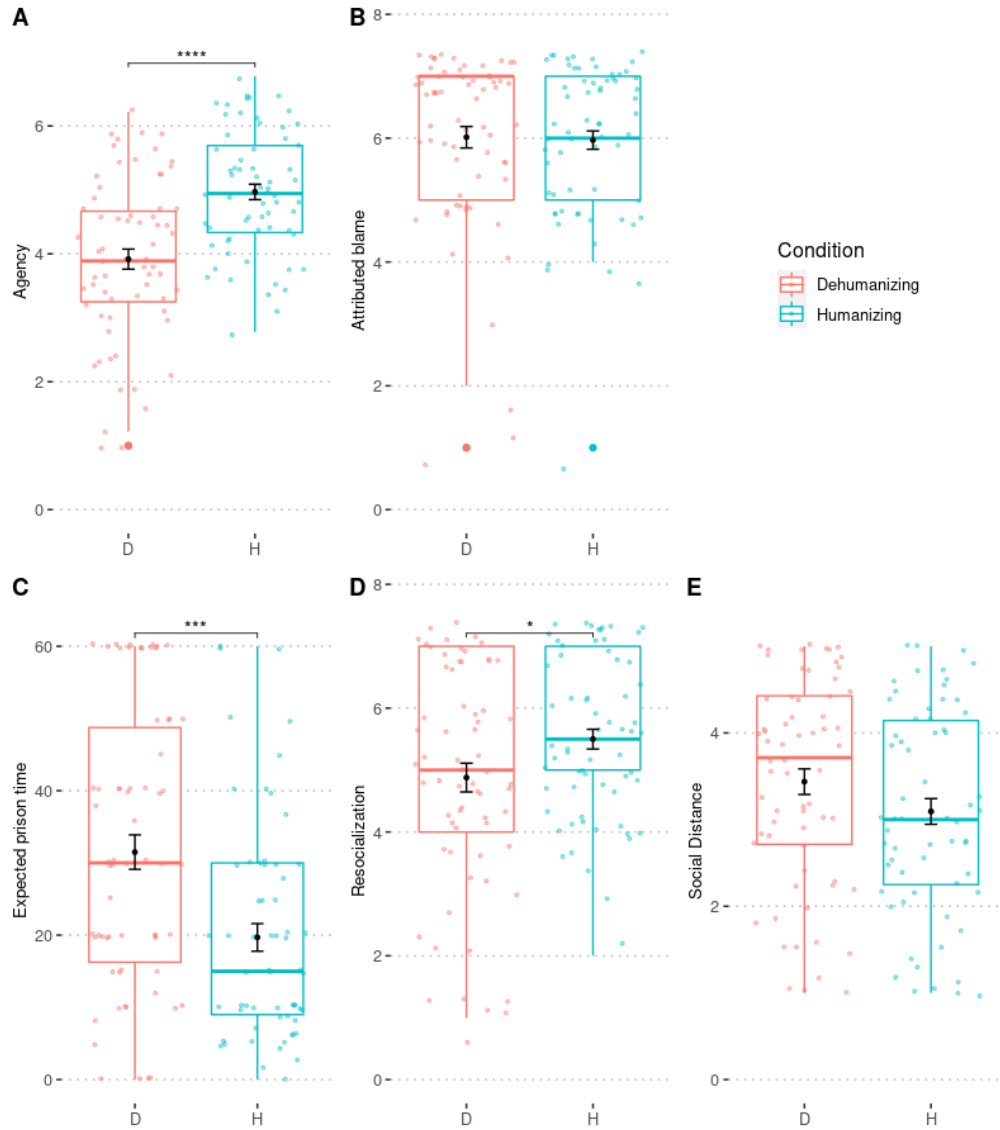 A
B
****
Agency
6
4
2
0
D
H
Attributed blame
8
6
4
2
0
D
H
Condition
Dehumanizing
Humanizing
C
D
E
***
Expected prison time
60
40
20
0
D
H
*
Resocialization
8
6
4
2
0
D
H
Social Distance
4
2
0
D
H